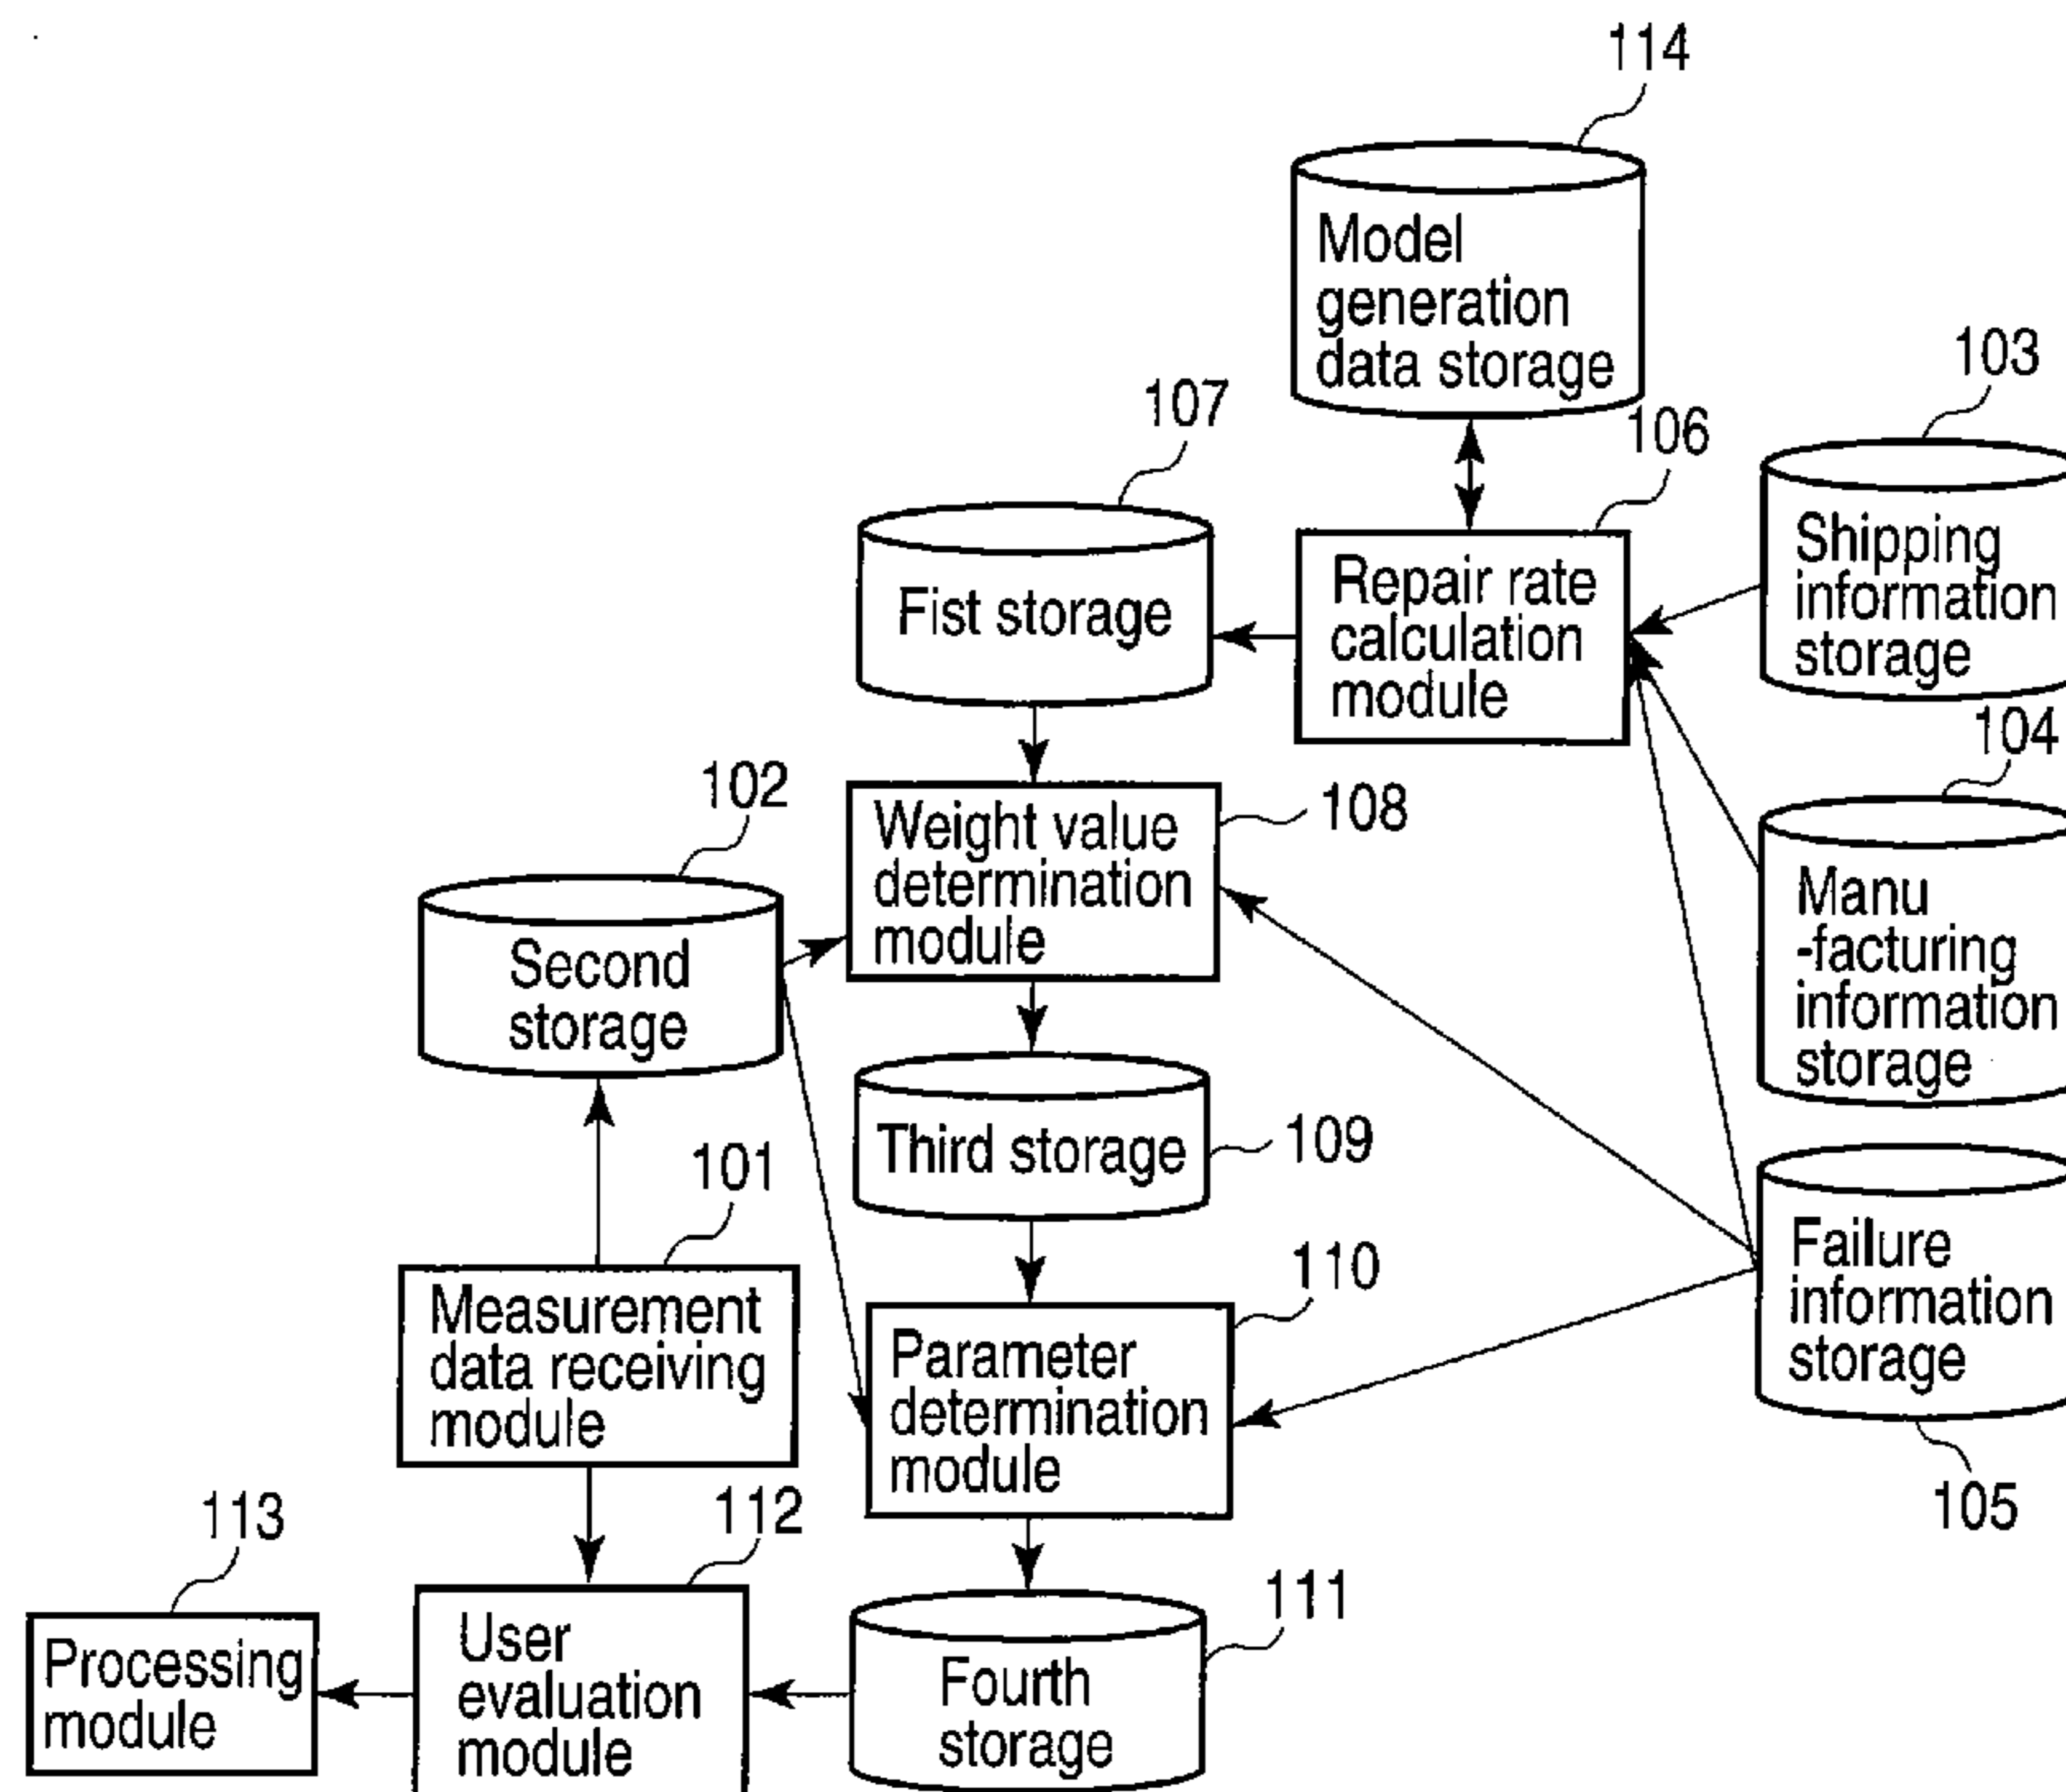 114
Model
generation
data storage
103
107
106
Shipping
information
storage
Fist storage
Repair rate
calculation
module
104
102
108
Weight value
determination
module
Manu
-facturing
information
storage
Second
storage
Third storage
109
101
110
Failure
information
storage
Measurement
data receiving
module
Parameter
determination
module
105
113
112
111
Processing
module
User
evaluation
module
Fourth
storage